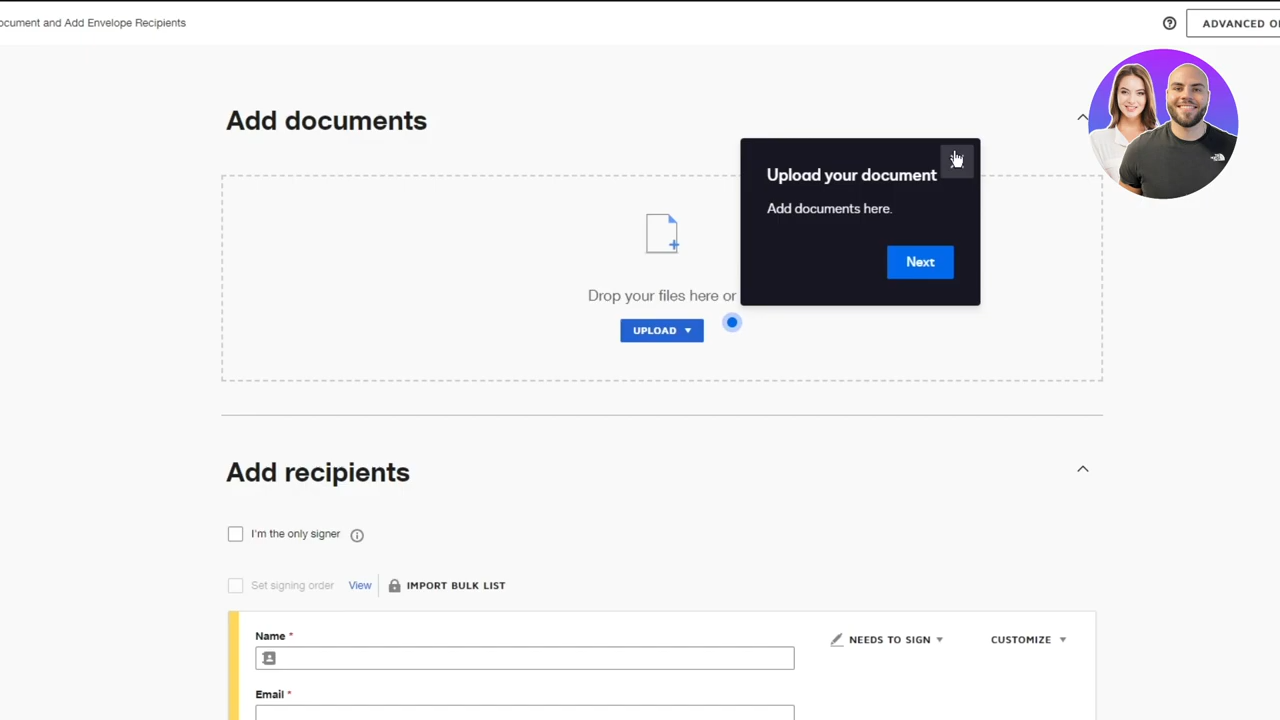 ocument and Add Envelope Recipients
ADVANCED O
Add documents
Upload your document
Add documents here.
Next
Drop your files here or
UPLOAD
Add recipients
I'm the only signer
Set signing order View IMPORT BULK LIST
Name *
NEEDS TO SIGN CUSTOMIZE
Email *